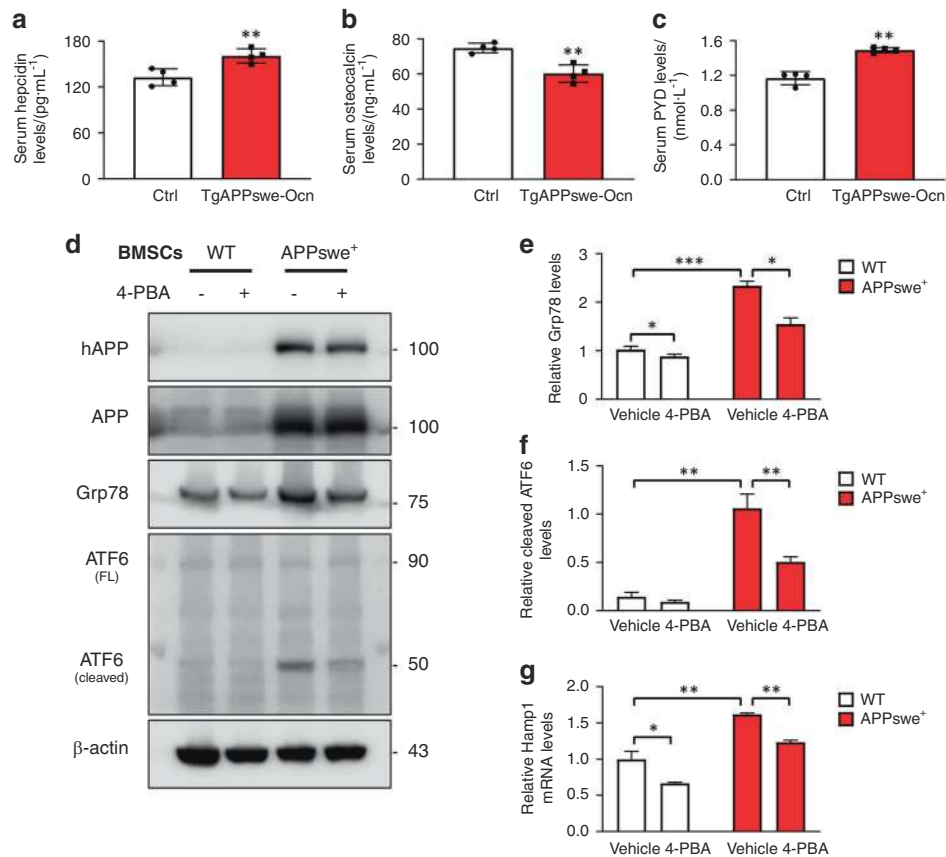 a
Serum hepcidin
levels/(pg·mL⁻¹)
180
120
60
0
**
Ctrl
TgAPPswe-Ocn
b
Serum osteocalcin
levels/(ng·mL⁻¹)
80
60
40
20
0
**
Ctrl
TgAPPswe-Ocn
c
Serum PYD levels/
(nmol·L⁻¹)
1.6
1.2
0.8
0.4
0.0
**
Ctrl
TgAPPswe-Ocn
d
BMSCs WT APPswe⁺
4-PBA - + - +
hAPP - 100
APP - 100
Grp78 - 75
ATF6 - 90
(FL)
ATF6 - 50
(cleaved)
β-actin - 43
e
Relative Grp78 levels
3
2
1
0
*** *
*
WT
APPswe⁺
Vehicle 4-PBA Vehicle 4-PBA
f
Relative cleaved ATF6
levels
1.5
1.0
0.5
0.0
** **
WT
APPswe⁺
Vehicle 4-PBA Vehicle 4-PBA
g
Relative Hamp1
mRNA levels
2.0
1.5
1.0
0.5
0.0
** **
*
WT
APPswe⁺
Vehicle 4-PBA Vehicle 4-PBA